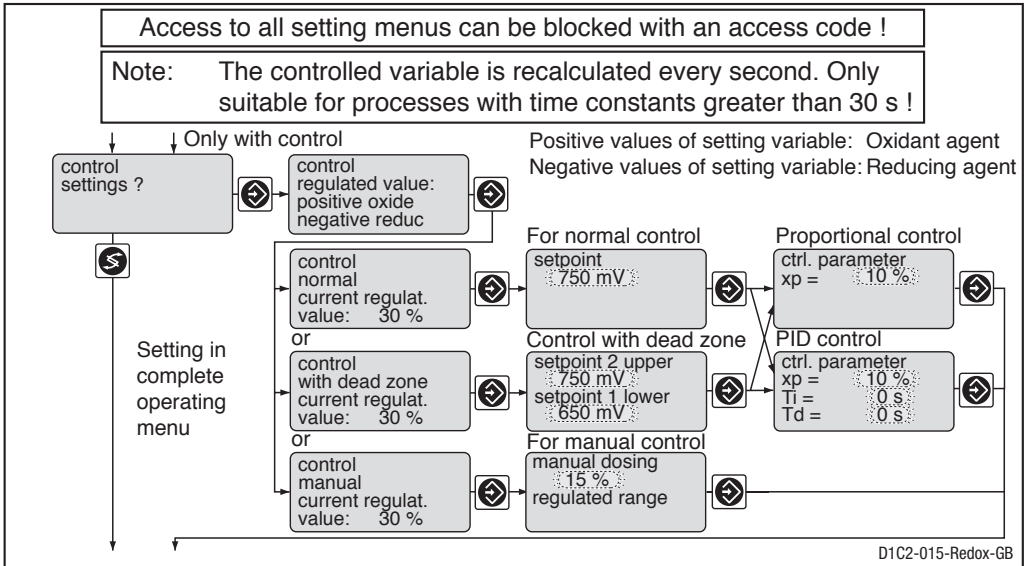 Access to all setting menus can be blocked with an access code !
Note: The controlled variable is recalculated every second. Only
suitable for processes with time constants greater than 30 s !
Only with control
Positive values of setting variable: Oxidant agent
Negative values of setting variable: Reducing agent
control
settings ?
control
regulated value:
positive oxide
negative reduc
For normal control
Proportional control
control
normal
current regulat.
value: 30 %
setpoint
750 mV
ctrl. parameter
xp = 10 %
or
Setting in
complete
operating
menu
Control with dead zone
PID control
control
with dead zone
current regulat.
value: 30 %
setpoint 2 upper
750 mV
setpoint 1 lower
650 mV
ctrl. parameter
xp = 10 %
Ti = 0 s
Td = 0 s
or
For manual control
control
manual
current regulat.
value: 30 %
manual dosing
15 %
regulated range
D1C2-015-Redox-GB